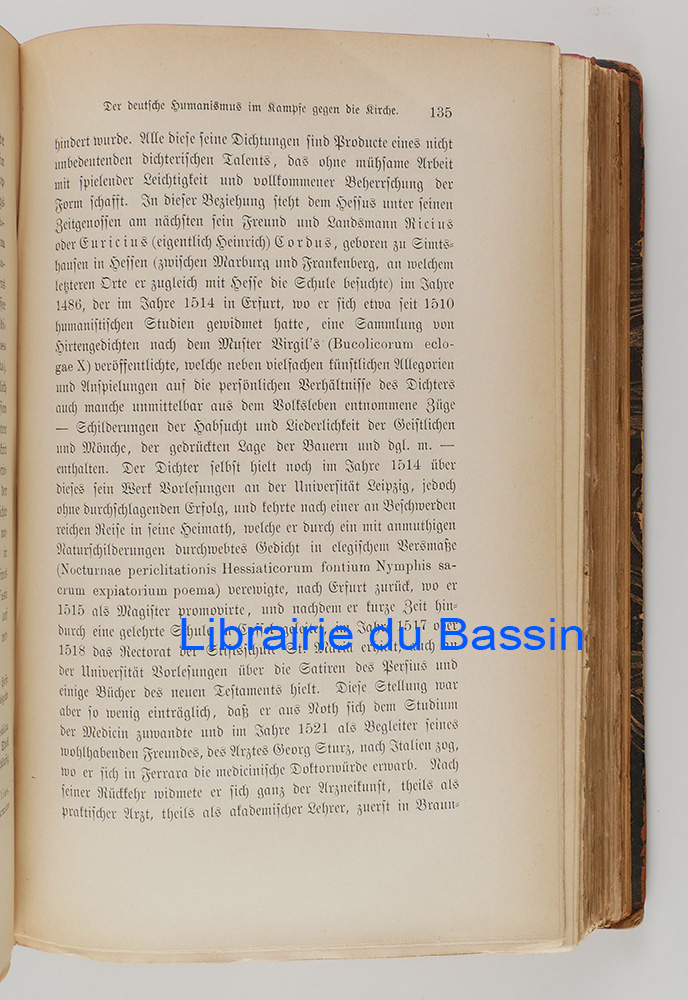 Der deutsche Humanismus im Kampfe gegen die Kirche. 135
hindert wurde. Alle diese seine Dichtungen sind Producte eines nicht
unbedeutenden dichterischen Talents, das ohne mühsame Arbeit
mit spielender Leichtigkeit und vollkommener Beherrschung der
Form schafft. In dieser Beziehung steht dem Hessus unter seinen
Zeitgenossen am nächsten sein Freund und Landsmann Ricius
oder Euricius (eigentlich Heinrich) Cordus, geboren zu Simts-
hausen in Hessen (zwischen Marburg und Frankenberg, an welchem
letzteren Orte er zugleich mit Hesse die Schule besuchte) im Jahre
1486, der im Jahre 1514 in Erfurt, wo er sich etwa seit 1510
humanistischen Studien gewidmet hatte, eine Sammlung von
Hirtengedichten nach dem Muster Virgil's (Bucolicorum eclo-
gae X) veröffentlichte, welche neben vielfachen künstlichen Allegorien
und Anspielungen auf die persönlichen Verhältnisse des Dichters
auch manche unmittelbar aus dem Volksleben entnommene Züge
— Schilderungen der Habsucht und Liederlichkeit der Geistlichen
und Mönche, der gedrückten Lage der Bauern und dgl. m. —
enthalten. Der Dichter selbst hielt noch im Jahre 1514 über
dieses sein Werk Vorlesungen an der Universität Leipzig, jedoch
ohne durchschlagenden Erfolg, und kehrte nach einer an Beschwerden
reichen Reise in seine Heimath, welche er durch ein mit anmuthigen
Naturschilderungen durchwebtes Gedicht in elegischem Versmaße
(Nocturnae periclitationis Hessiaticorum fontium Nymphis sa-
crum expiatorium poema) verewigte, nach Erfurt zurück, wo er
1515 als Magister promovirte, und nachdem er kurze Zeit hin-
durch eine gelehrte Schule geleitet im Jahre 1517 oder
Librairie du Bassin
1518 das Rectorat der Stiftsschule St. Mariä erhielt, auch an
der Universität Vorlesungen über die Satiren des Persius und
einige Bücher des neuen Testaments hielt. Diese Stellung war
aber so wenig einträglich, daß er aus Noth sich dem Studium
der Medicin zuwandte und im Jahre 1521 als Begleiter seines
wohlhabenden Freundes, des Arztes Georg Sturz, nach Italien zog,
wo er sich in Ferrara die medicinische Doktorwürde erwarb. Nach
seiner Rückkehr widmete er sich ganz der Arzneikunst, theils als
praktischer Arzt, theils als akademischer Lehrer, zuerst in Braun-